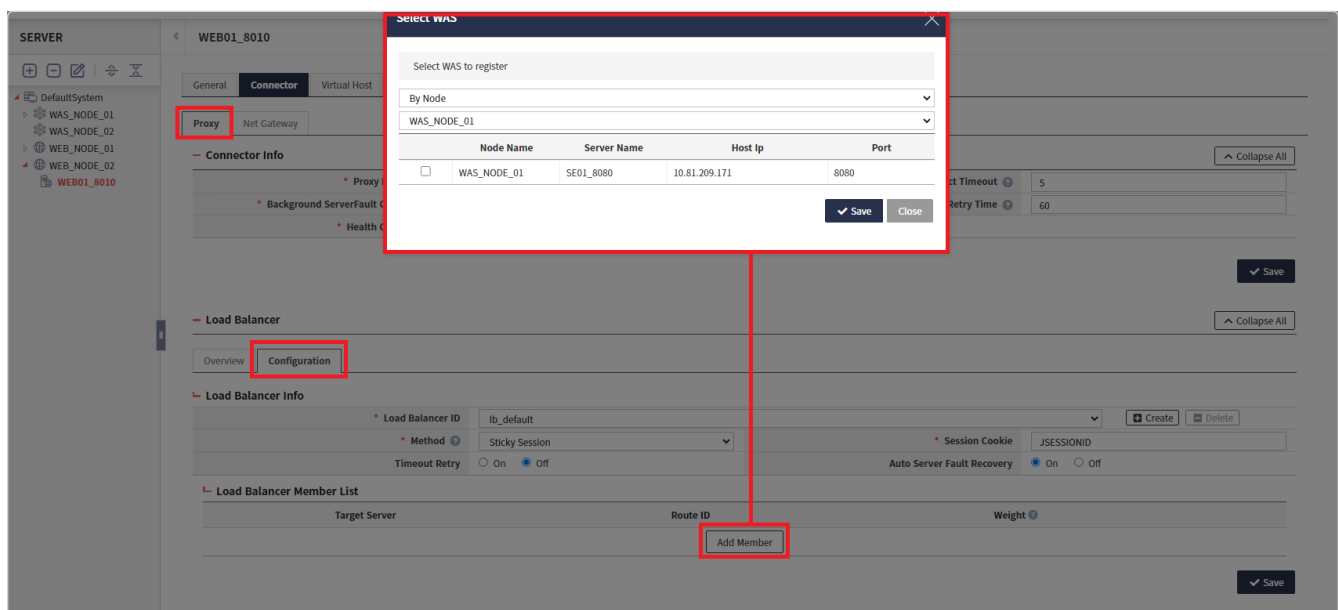 SERVER
WEB01_8010
DefaultSystem
WAS_NODE_01
WAS_NODE_02
WEB_NODE_01
WEB_NODE_02
WEB01_8010
General Connector Virtual Host
Proxy Net Gateway
Select WAS
Select WAS to register
By Node
WAS_NODE_01
Node Name Server Name Host Ip Port
WAS_NODE_01 SE01_8080 10.81.209.171 8080
Save Close
Connector Info Collapse All
* Proxy ct Timeout 5
* Background ServerFault Retry Time 60
* Health
Save
Load Balancer Collapse All
Overview Configuration
Load Balancer Info
* Load Balancer ID lb_default Create Delete
* Method Sticky Session * Session Cookie JSESSIONID
Timeout Retry On Off Auto Server Fault Recovery On Off
Load Balancer Member List
Target Server Route ID Weight
Add Member
Save